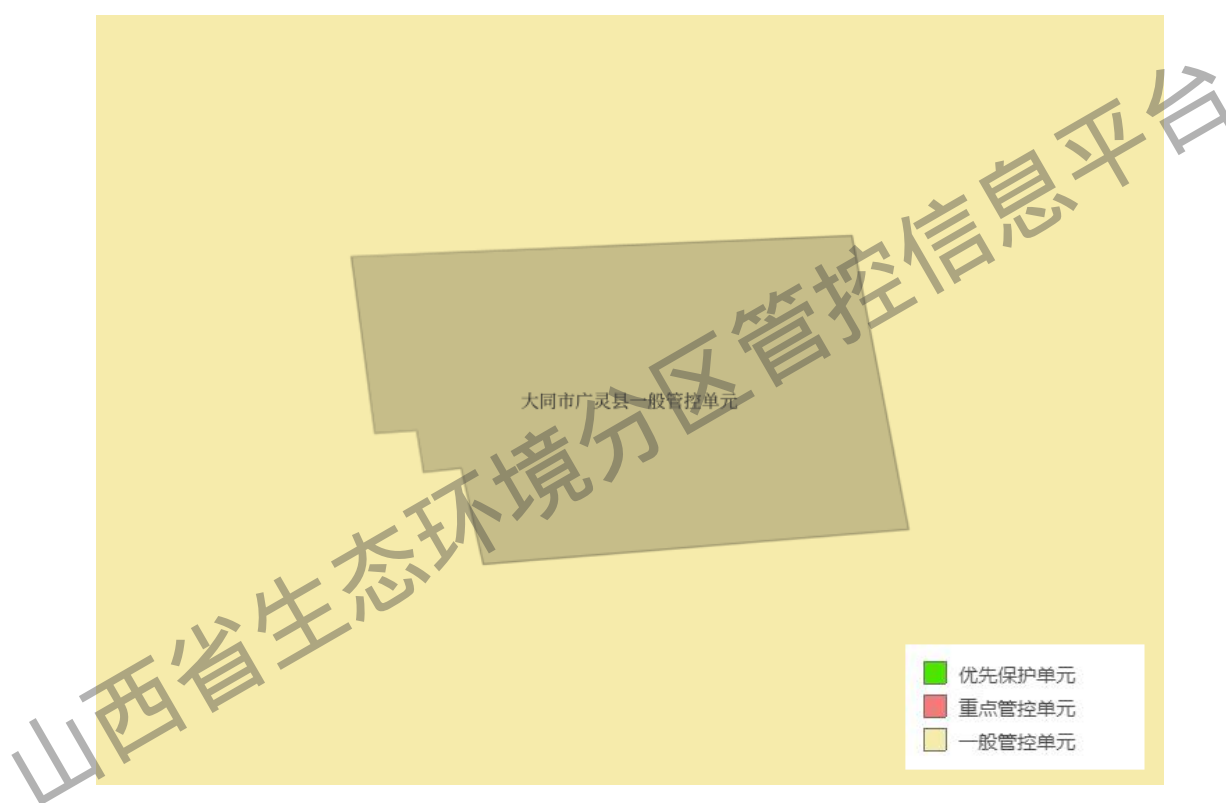 山西省生态环境分区管控信息平台
大同市广灵县一般管控单元
优先保护单元
重点管控单元
一般管控单元